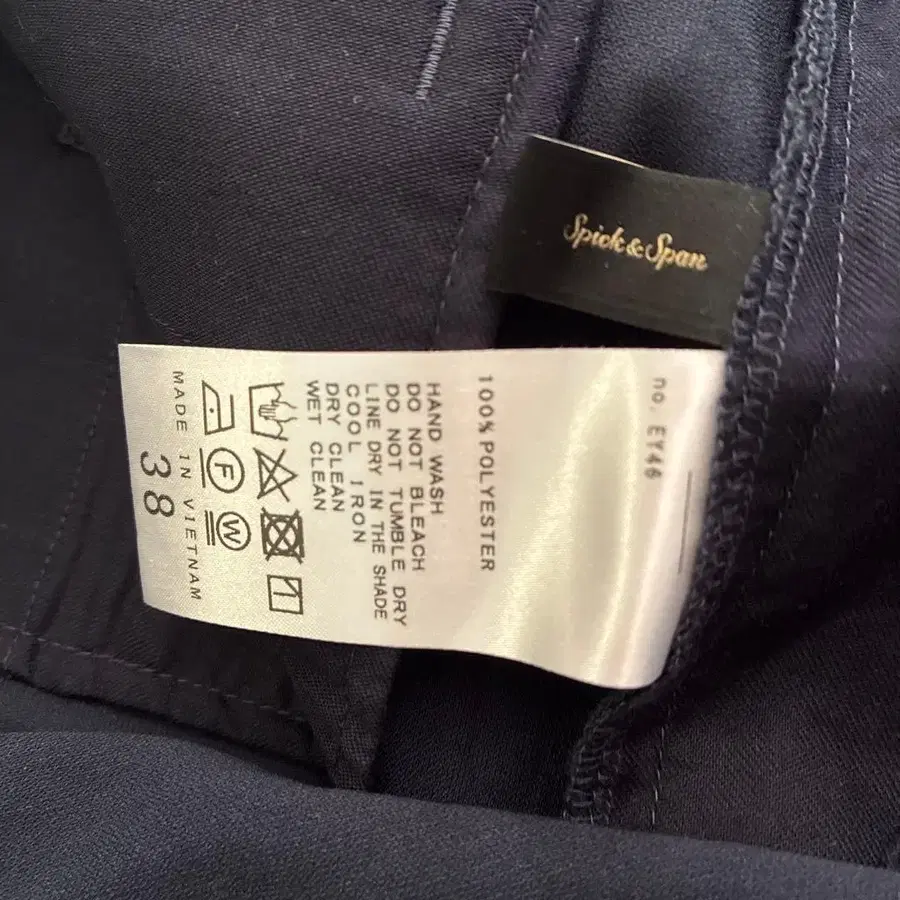 Spick & Span
no. EY46
100% POLYESTER
HAND WASH
DO NOT BLEACH
DO NOT TUMBLE DRY
LINE DRY IN THE SHADE
COOL IRON
DRY CLEAN
WET CLEAN
F
W
MADE IN VIETNAM
38